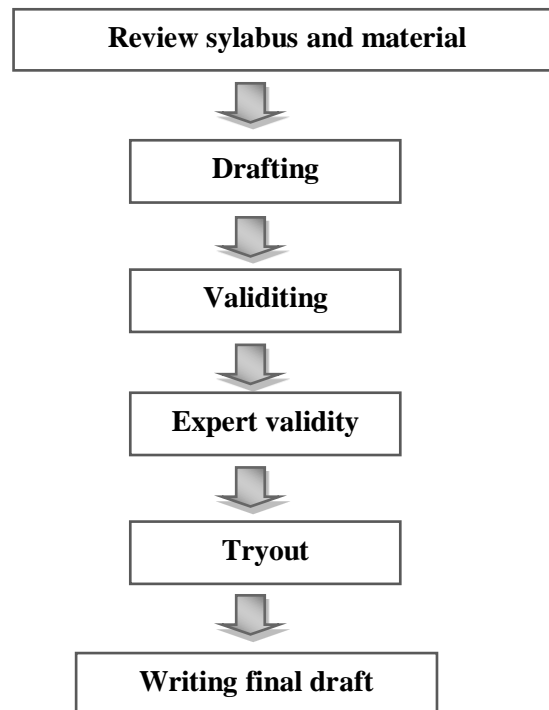 Review sylabus and material
Drafting
Validiting
Expert validity
Tryout
Writing final draft